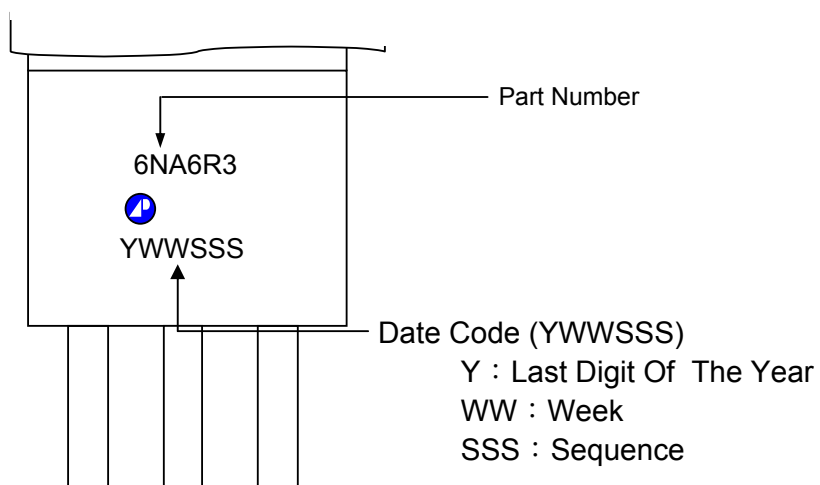 Part Number
6NA6R3
YWWSSS
Date Code (YWWSSS)
Y：Last Digit Of The Year
WW：Week
SSS：Sequence